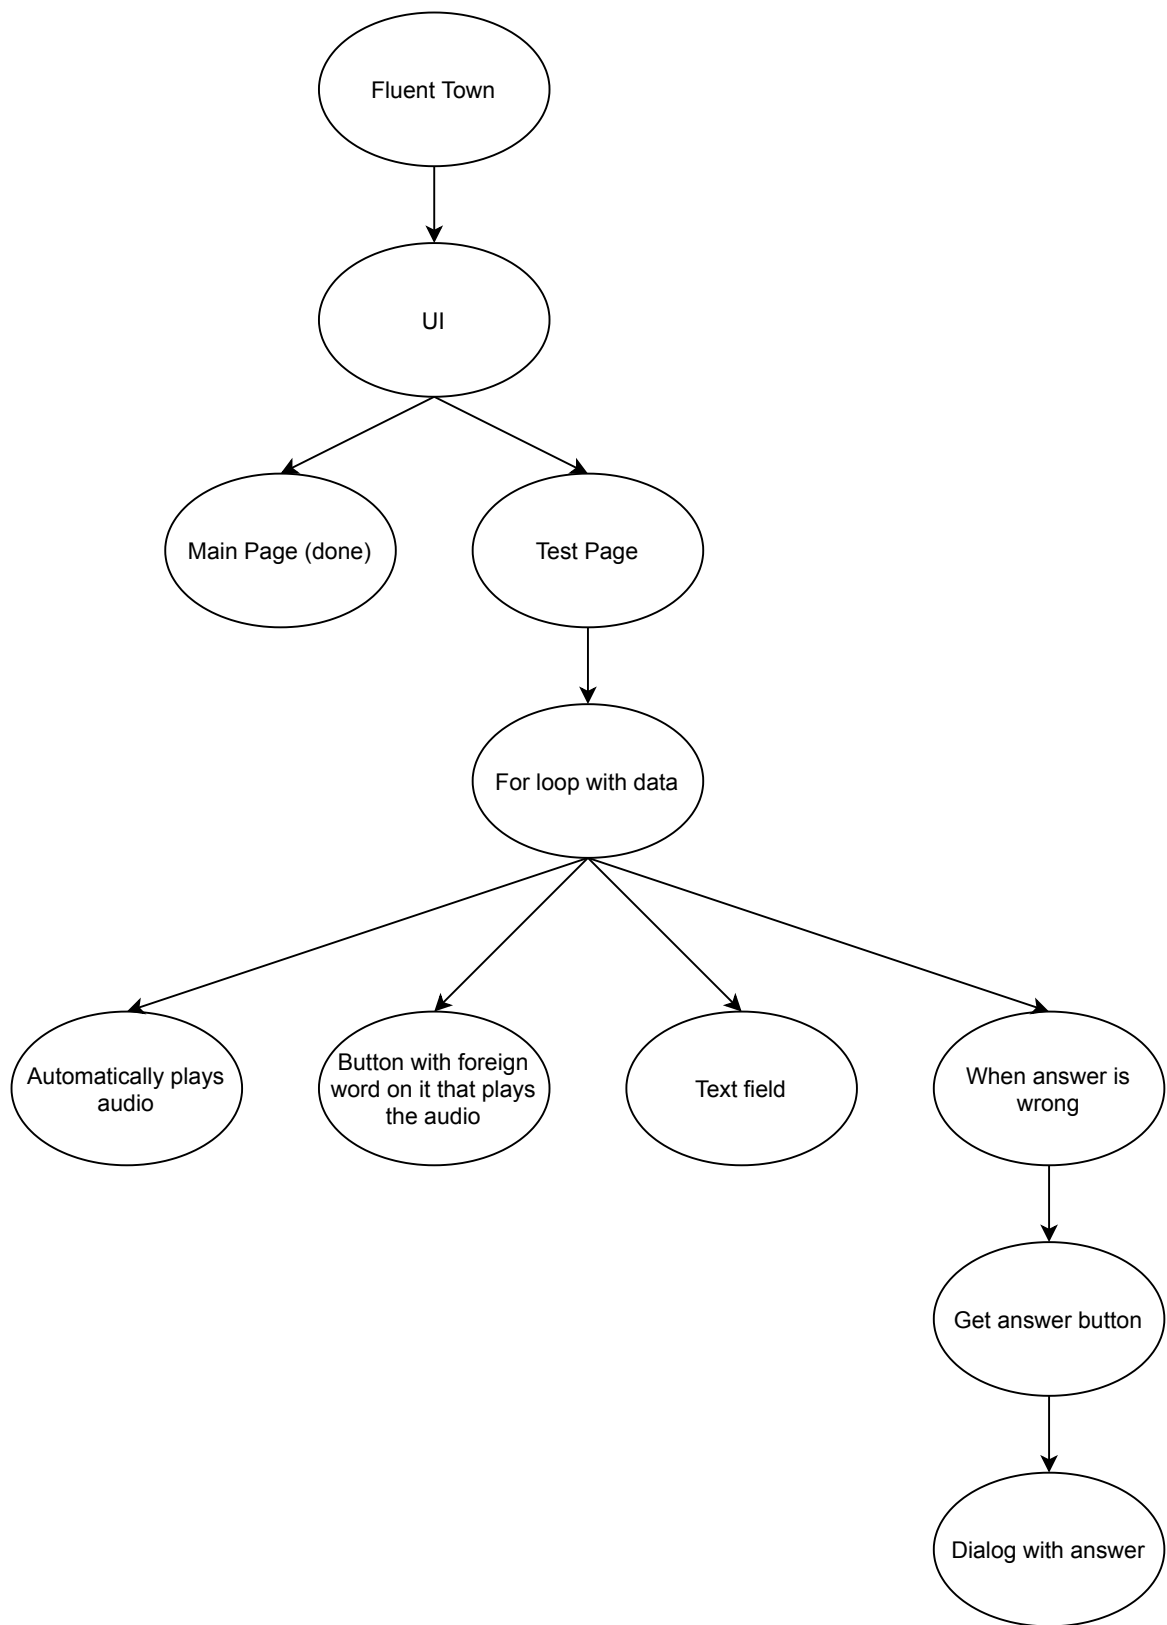 Fluent Town
UI
Main Page (done)
Test Page
For loop with data
Automatically plays
audio
Button with foreign
word on it that plays
the audio
Text field
When answer is
wrong
Get answer button
Dialog with answer